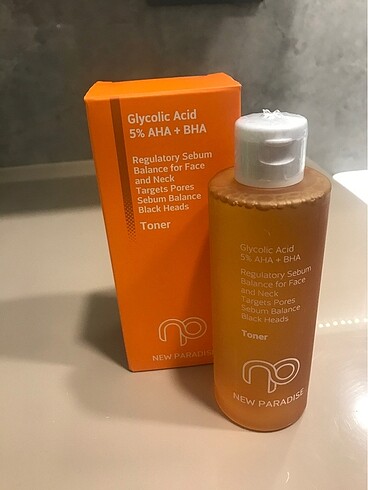 Glycolic Acid
5% AHA + BHA
Regulatory Sebum
Balance for Face
and Neck
Targets Pores
Sebum Balance
Black Heads
Toner
np
NEW PARADISE
Glycolic Acid
5% AHA + BHA
Regulatory Sebum
Balance for Face
and Neck
Targets Pores
Sebum Balance
Black Heads
Toner
np
NEW PARADISE